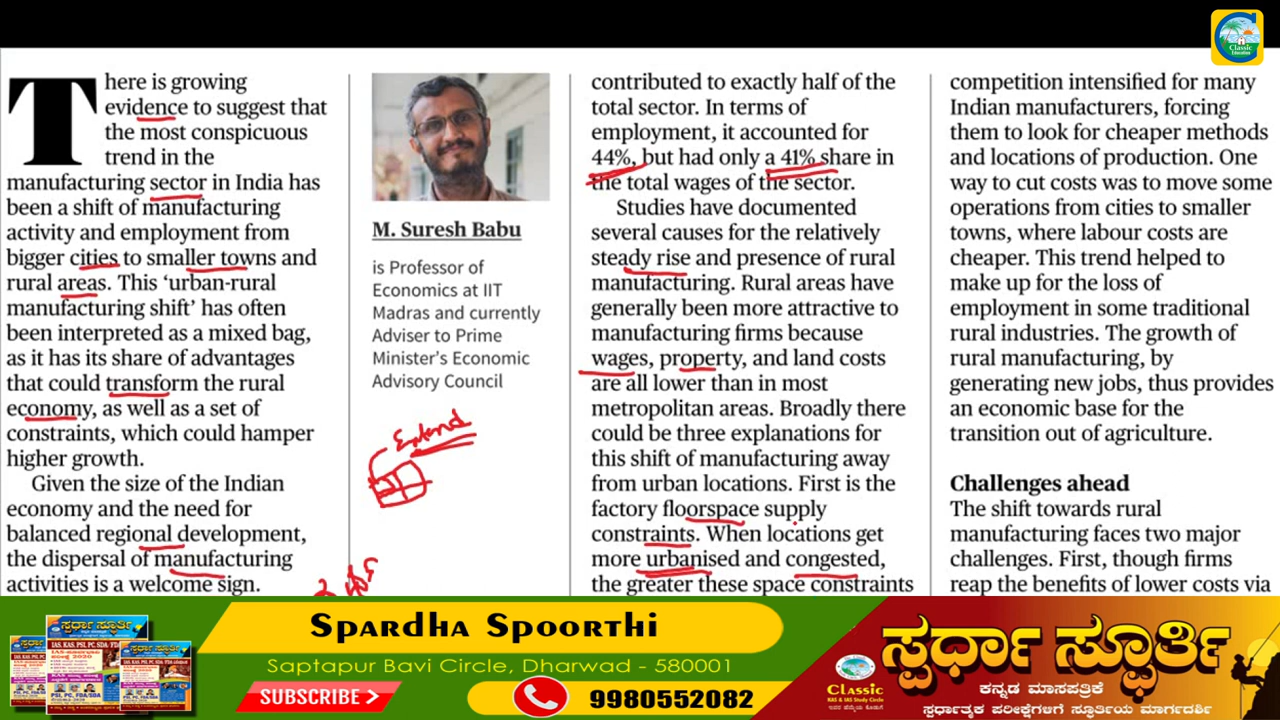 Classic
Education
There is growing
evidence to suggest that
the most conspicuous
trend in the
manufacturing sector in India has
been a shift of manufacturing
activity and employment from
bigger cities to smaller towns and
rural areas. This ‘urban-rural
manufacturing shift’ has often
been interpreted as a mixed bag,
as it has its share of advantages
that could transform the rural
economy, as well as a set of
constraints, which could hamper
higher growth.
Given the size of the Indian
economy and the need for
balanced regional development,
the dispersal of manufacturing
activities is a welcome sign.
M. Suresh Babu
is Professor of
Economics at IIT
Madras and currently
Adviser to Prime
Minister’s Economic
Advisory Council
Extend
contributed to exactly half of the
total sector. In terms of
employment, it accounted for
44%, but had only a 41% share in
the total wages of the sector.
Studies have documented
several causes for the relatively
steady rise and presence of rural
manufacturing. Rural areas have
generally been more attractive to
manufacturing firms because
wages, property, and land costs
are all lower than in most
metropolitan areas. Broadly there
could be three explanations for
this shift of manufacturing away
from urban locations. First is the
factory floorspace supply
constraints. When locations get
more urbanised and congested,
the greater these space constraints
competition intensified for many
Indian manufacturers, forcing
them to look for cheaper methods
and locations of production. One
way to cut costs was to move some
operations from cities to smaller
towns, where labour costs are
cheaper. This trend helped to
make up for the loss of
employment in some traditional
rural industries. The growth of
rural manufacturing, by
generating new jobs, thus provides
an economic base for the
transition out of agriculture.
Challenges ahead
The shift towards rural
manufacturing faces two major
challenges. First, though firms
reap the benefits of lower costs via
ಸ್ಪರ್ಧಾ ಸ್ಫೂರ್ತಿ
IAS, KAS, PSI, PC, SDA/FDA
Spardha Spoorthi
Saptapur Bavi Circle Dharwad - 580001
SUBSCRIBE >
9980552082
Classic
KAS & IAS Study Circle
ಸ್ಪರ್ಧಾ ಸ್ಫೂರ್ತಿ
ಕನ್ನಡ ಮಾಸಪತ್ರಿಕೆ
ಸ್ಪರ್ಧಾತ್ಮಕ ಪರೀಕ್ಷೆಗಳಿಗೆ ಸ್ಫೂರ್ತಿಯ ಮಾರ್ಗದರ್ಶಿ